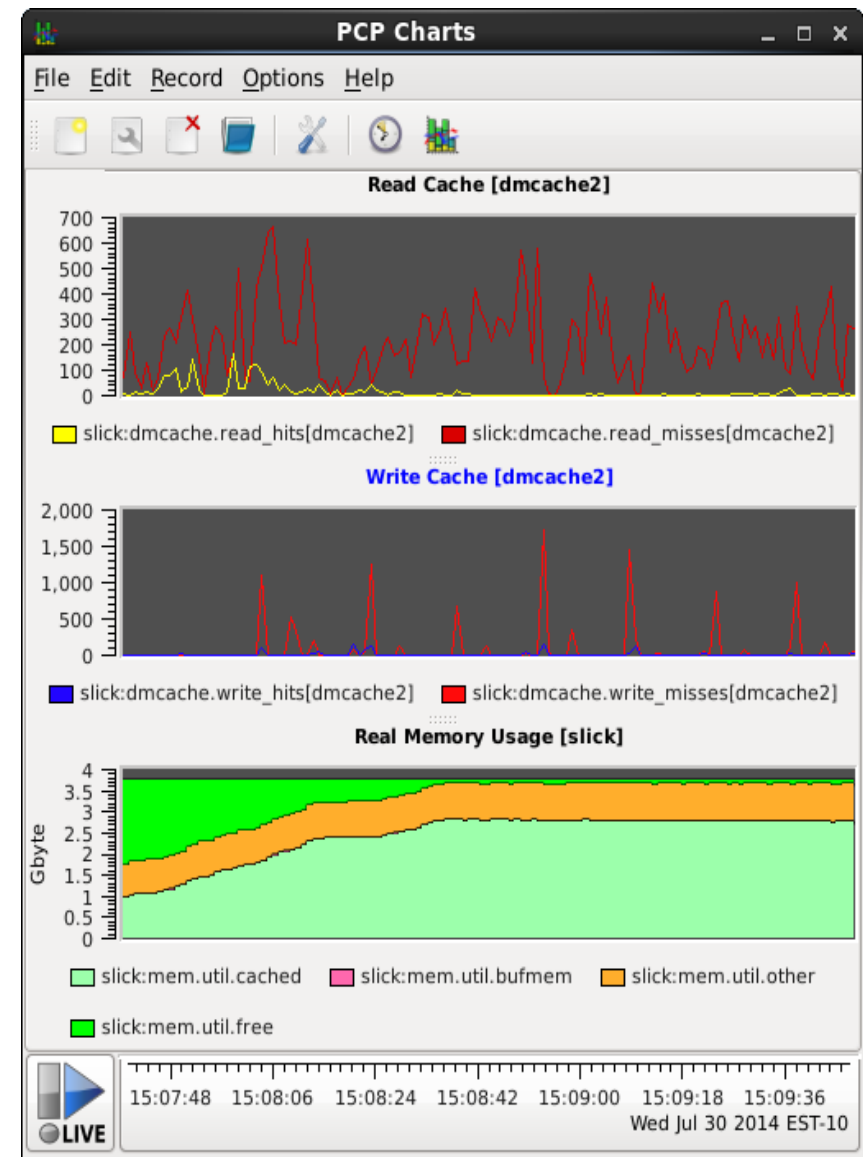 PCP Charts
File Edit Record Options Help
Read Cache [dmcache2]
700
600
500
400
300
200
100
0
slick:dmcache.read_hits[dmcache2] slick:dmcache.read_misses[dmcache2]
Write Cache [dmcache2]
2,000
1,500
1,000
500
0
slick:dmcache.write_hits[dmcache2] slick:dmcache.write_misses[dmcache2]
Real Memory Usage [slick]
Gbyte
4
3.5
3
2.5
2
1.5
1
0.5
0
slick:mem.util.cached slick:mem.util.bufmem slick:mem.util.other
slick:mem.util.free
15:07:48 15:08:06 15:08:24 15:08:42 15:09:00 15:09:18 15:09:36
LIVE Wed Jul 30 2014 EST-10